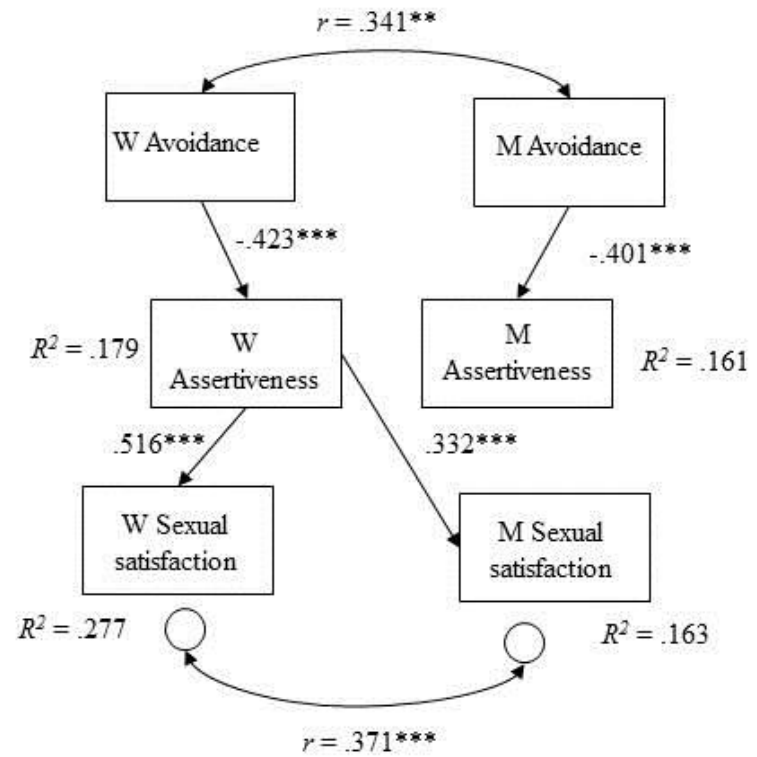 r = .341**
W Avoidance
M Avoidance
-.423***
-.401***
R² = .179
W
Assertiveness
M
Assertiveness
R² = .161
.516***
.332***
W Sexual
satisfaction
M Sexual
satisfaction
R² = .277
R² = .163
r = .371***